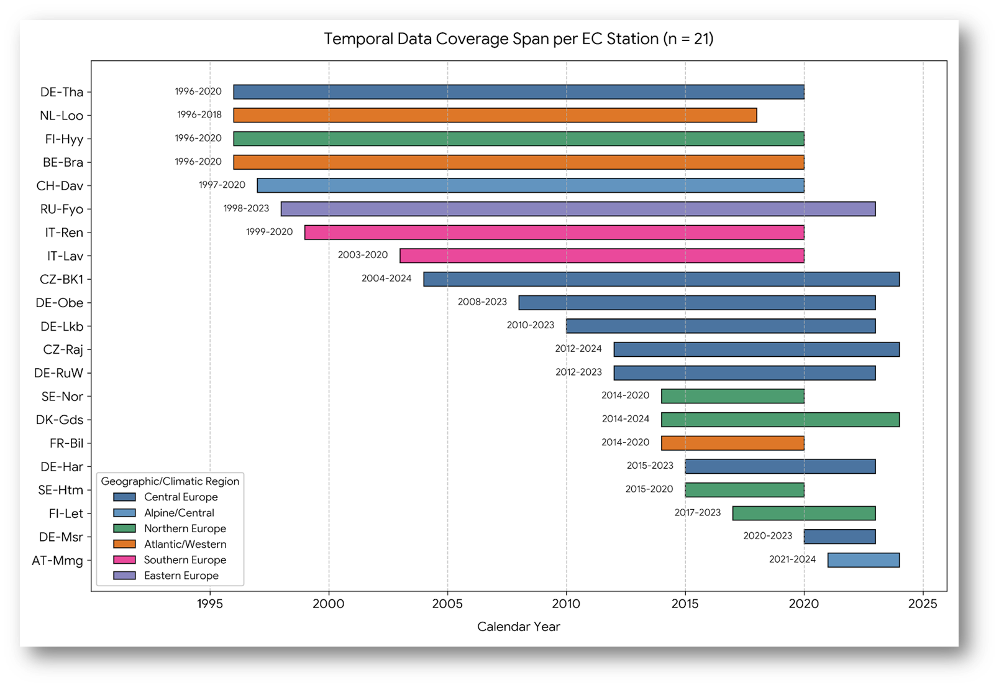 Temporal Data Coverage Span per EC Station (n = 21)
DE-Tha 1996-2020
NL-Loo 1996-2018
FI-Hyy 1996-2020
BE-Bra 1996-2020
CH-Dav 1997-2020
RU-Fyo 1998-2023
IT-Ren 1999-2020
IT-Lav 2003-2020
CZ-BK1 2004-2024
DE-Obe 2008-2023
DE-Lkb 2010-2023
CZ-Raj 2012-2024
DE-RuW 2012-2023
SE-Nor 2014-2020
DK-Gds 2014-2024
FR-Bil 2014-2020
DE-Har 2015-2023
SE-Htm 2015-2020
FI-Let 2017-2023
DE-Msr 2020-2023
AT-Mmg 2021-2024
Geographic/Climatic Region
Central Europe
Alpine/Central
Northern Europe
Atlantic/Western
Southern Europe
Eastern Europe
1995 2000 2005 2010 2015 2020 2025
Calendar Year